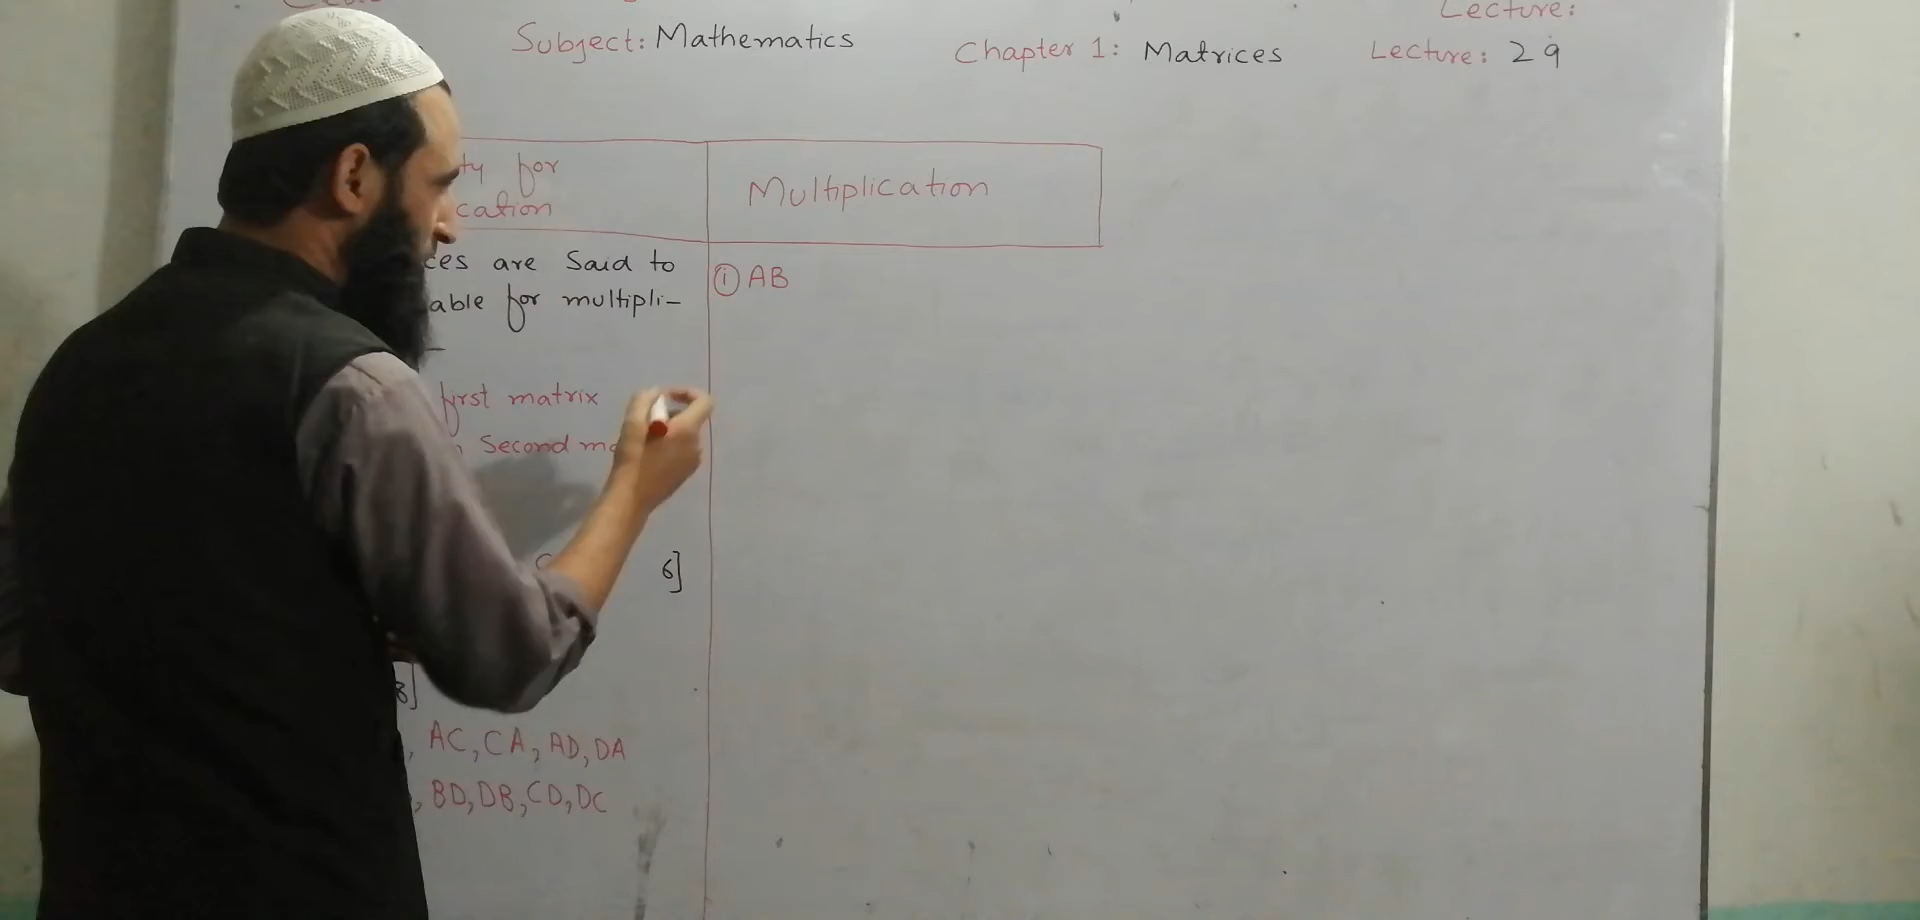 Lecture:
Subject: Mathematics
Chapter 1: Matrices
Lecture: 29
ty for
cation
Multiplication
ces are Said to
able for multipli-
first matrix
Second
6]
8]
AC, CA, AD, DA
, BD, DB, CD, DC
(i) AB